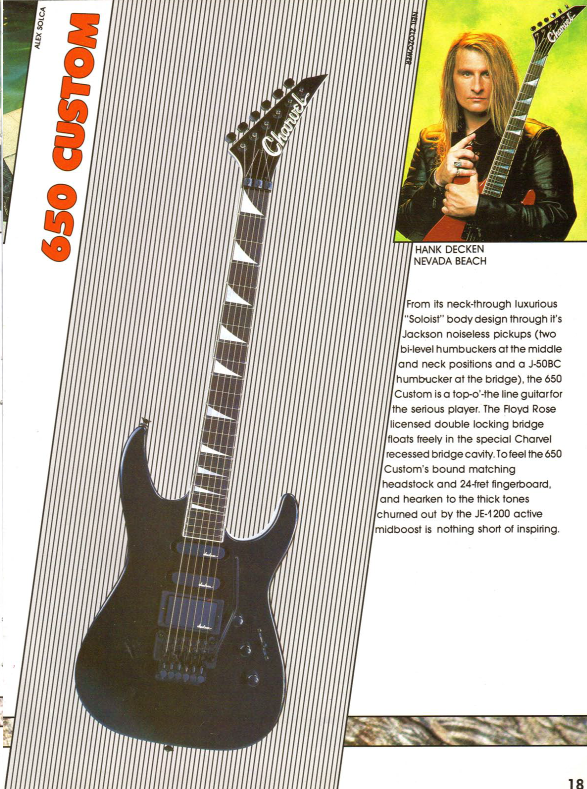 ALEX SOLCA
650 CUSTOM
Charvel
NEIL ZLOZOWER
Charvel
HANK DECKEN
NEVADA BEACH
From its neck-through luxurious
"Soloist" body design through it's
Jackson noiseless pickups (two
bi-level humbuckers at the middle
and neck positions and a J-50BC
humbucker at the bridge), the 650
Custom is a top-o'-the line guitar for
the serious player. The Floyd Rose
licensed double locking bridge
floats freely in the special Charvel
recessed bridge cavity. To feel the 650
Custom's bound matching
headstock and 24-fret fingerboard,
and hearken to the thick tones
churned out by the JE-1200 active
midboost is nothing short of inspiring.
18